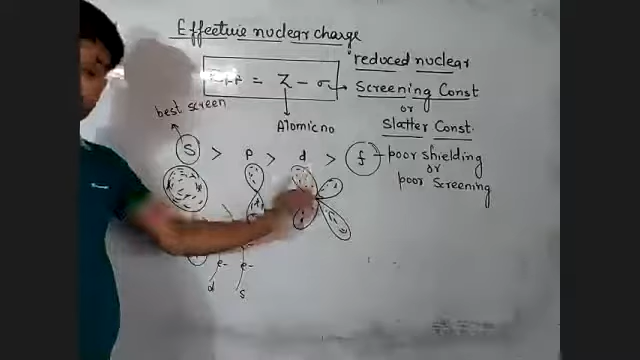 Effective nuclear charge
"reduced nuclear
= Z - σ → Screening Const
or
Slatter Const.
Atomic no
best screen
S > P > d > f poor shielding
or
poor Screening
e- e-
d s